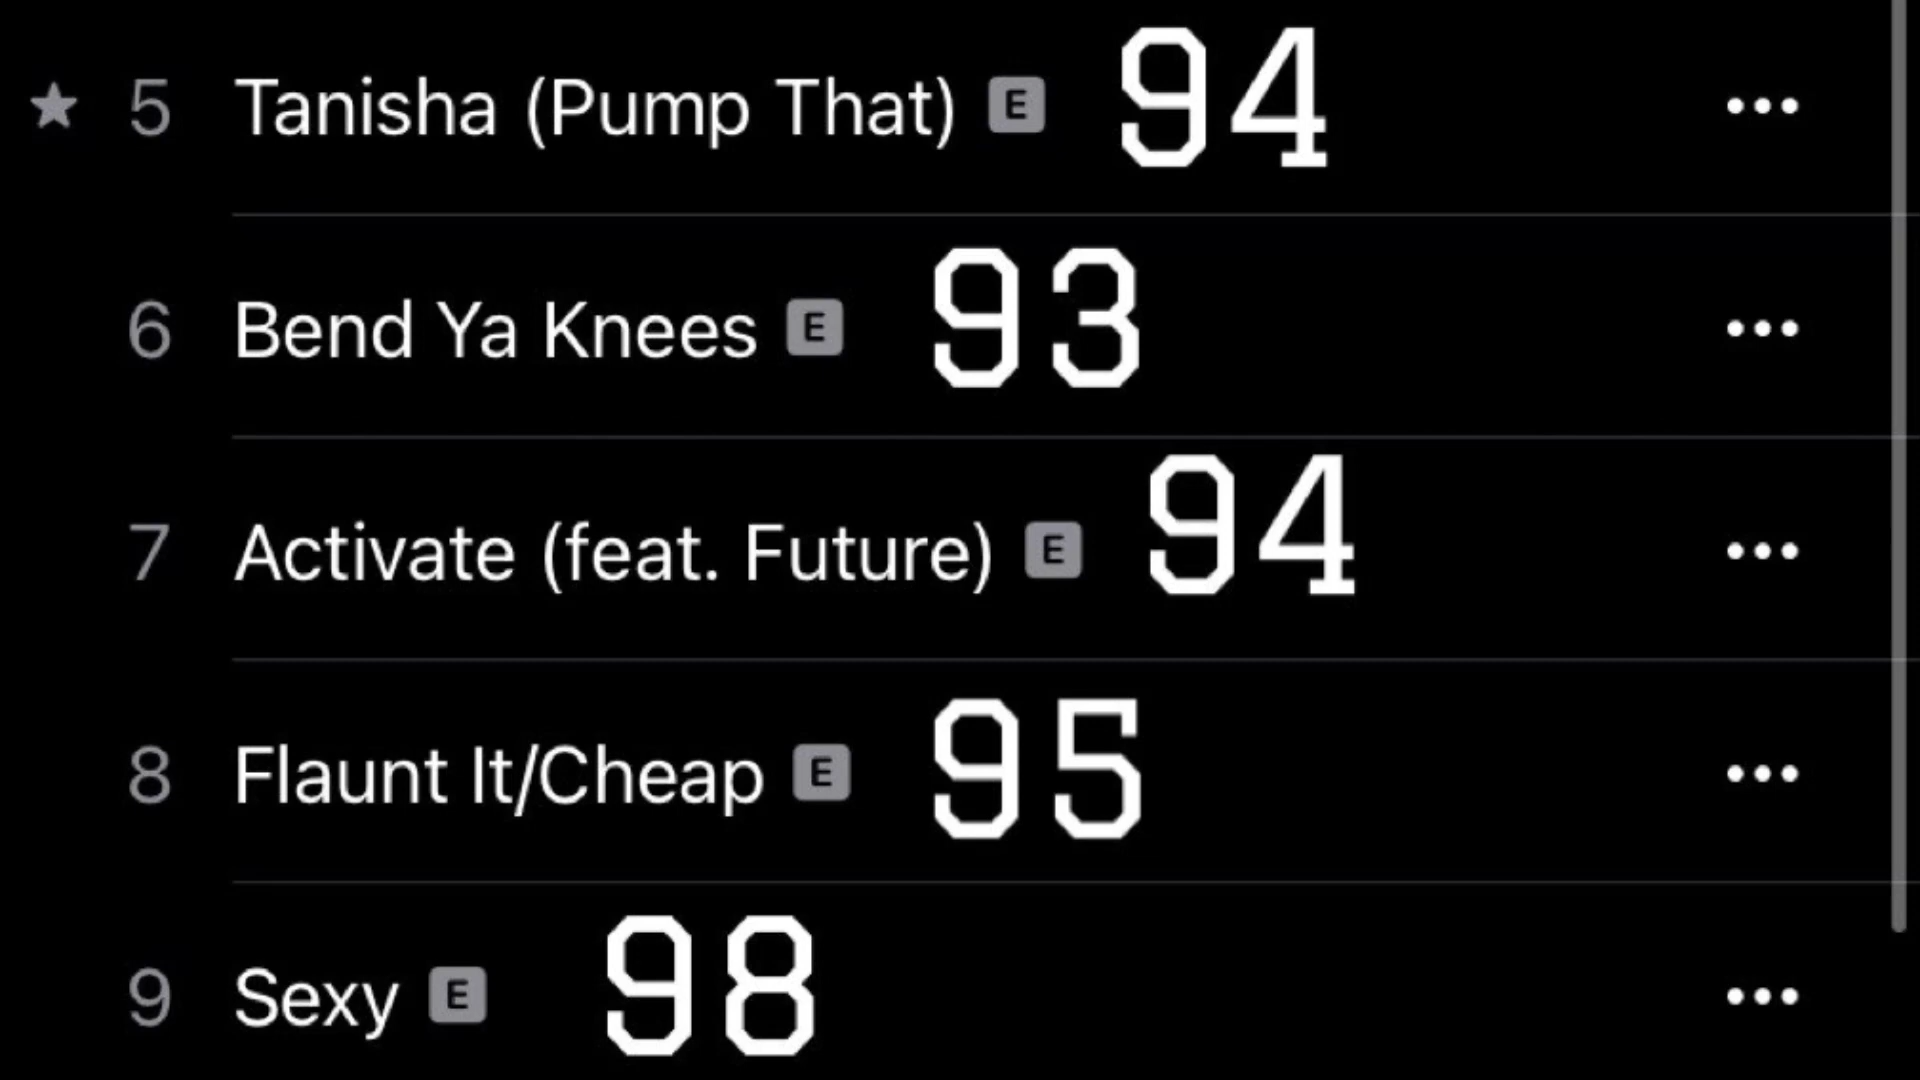 ★ 5 Tanisha (Pump That) E 94 •••
6 Bend Ya Knees E 93 •••
7 Activate (feat. Future) E 94 •••
8 Flaunt It/Cheap E 95 •••
9 Sexy E 98 •••